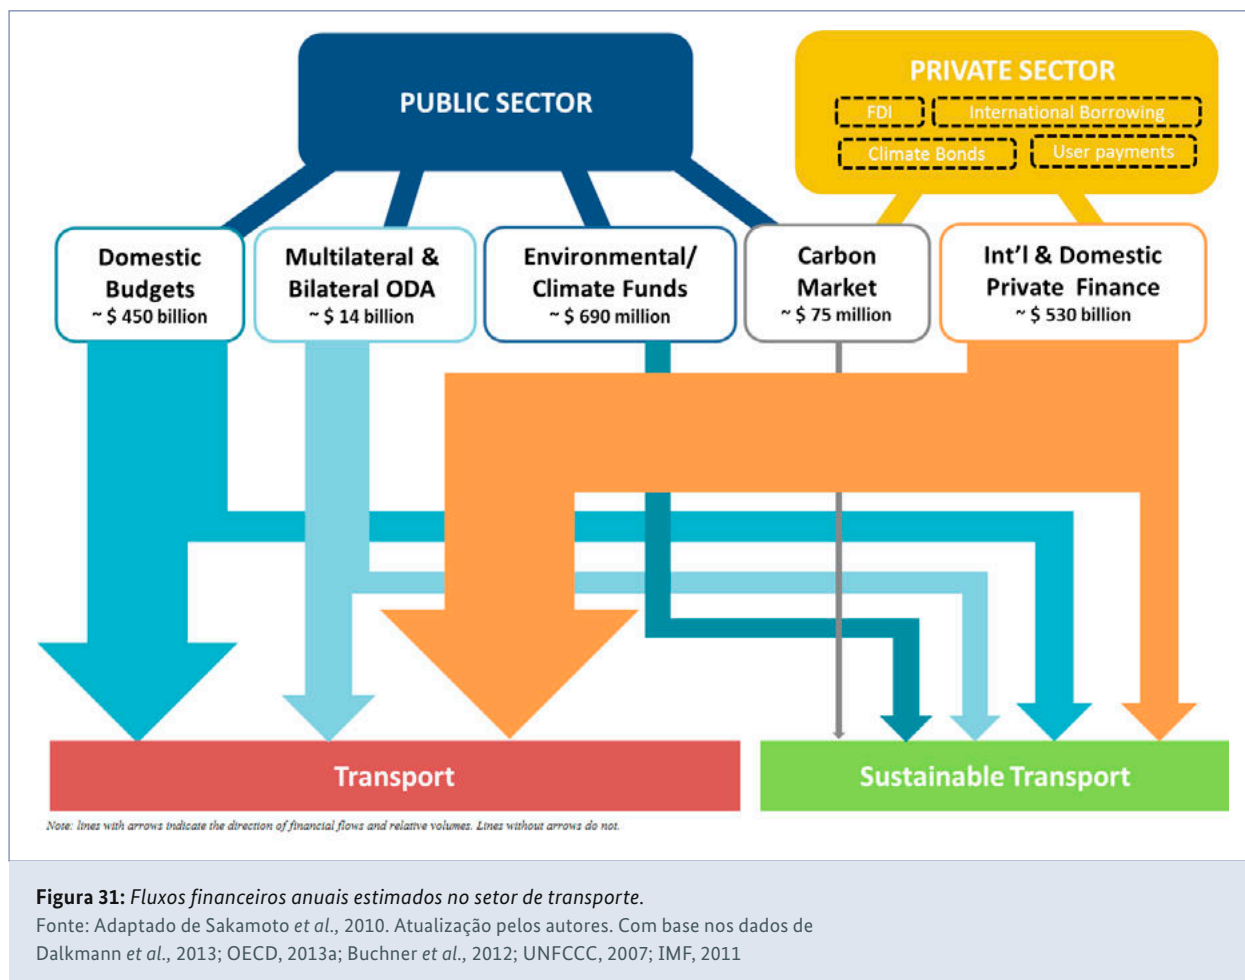 PUBLIC SECTOR
PRIVATE SECTOR
FDI
International Borrowing
Climate Bonds
User payments
Domestic
Budgets
~ $ 450 billion
Multilateral &
Bilateral ODA
~ $ 14 billion
Environmental/
Climate Funds
~ $ 690 million
Carbon
Market
~ $ 75 million
Int'l & Domestic
Private Finance
~ $ 530 billion
Transport
Sustainable Transport
Note: lines with arrows indicate the direction of financial flows and relative volumes. Lines without arrows do not.
Figura 31: Fluxos financeiros anuais estimados no setor de transporte.
Fonte: Adaptado de Sakamoto et al., 2010. Atualização pelos autores. Com base nos dados de
Dalkmann et al., 2013; OECD, 2013a; Buchner et al., 2012; UNFCCC, 2007; IMF, 2011